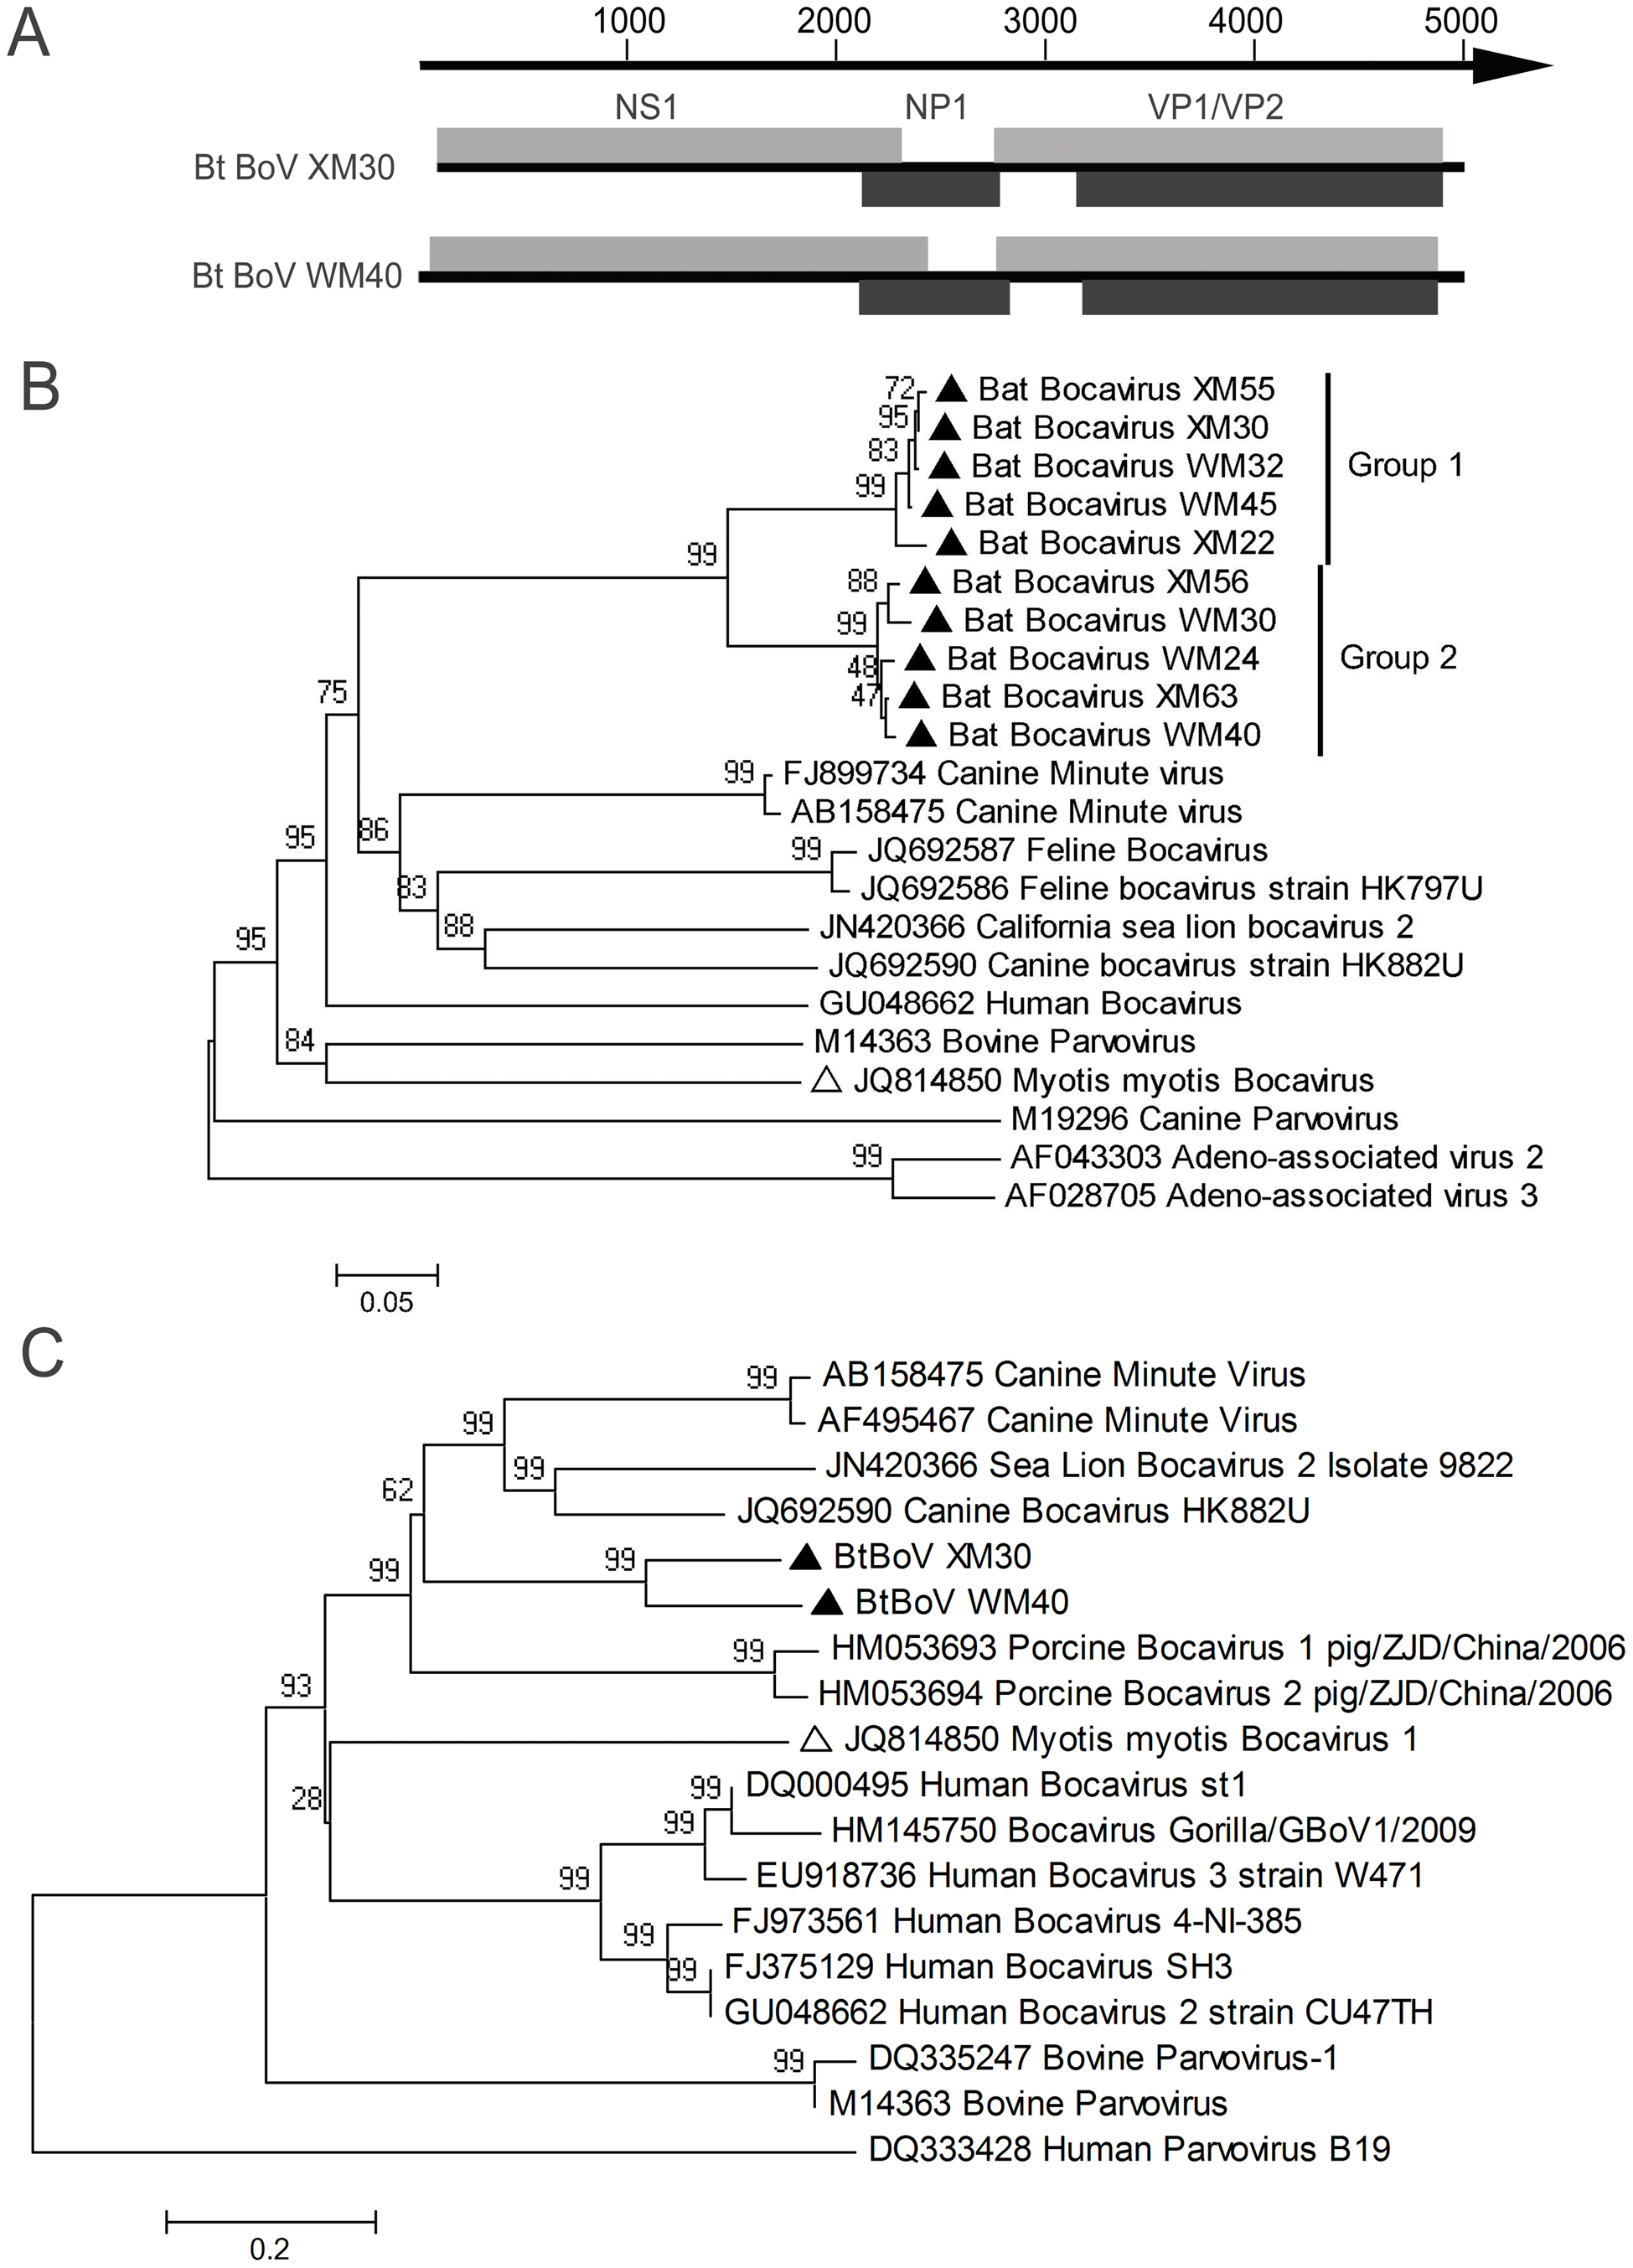 A
1000 2000 3000 4000 5000
NS1 NP1 VP1/VP2
Bt BoV XM30
Bt BoV WM40
B
72 Bat Bocavirus XM55
95 Bat Bocavirus XM30
83 Bat Bocavirus WM32 Group 1
99 Bat Bocavirus WM45
Bat Bocavirus XM22
99
88 Bat Bocavirus XM56
99 Bat Bocavirus WM30
48 Bat Bocavirus WM24 Group 2
47 Bat Bocavirus XM63
75
Bat Bocavirus WM40
99 FJ899734 Canine Minute virus
AB158475 Canine Minute virus
95 86
99 JQ692587 Feline Bocavirus
83 JQ692586 Feline bocavirus strain HK797U
88 JN420366 California sea lion bocavirus 2
95
JQ692590 Canine bocavirus strain HK882U
GU048662 Human Bocavirus
84 M14363 Bovine Parvovirus
JQ814850 Myotis myotis Bocavirus
M19296 Canine Parvovirus
99 AF043303 Adeno-associated virus 2
AF028705 Adeno-associated virus 3
0.05
C
99 AB158475 Canine Minute Virus
99 AF495467 Canine Minute Virus
99 JN420366 Sea Lion Bocavirus 2 Isolate 9822
62
JQ692590 Canine Bocavirus HK882U
99 99 BtBoV XM30
BtBoV WM40
99 HM053693 Porcine Bocavirus 1 pig/ZJD/China/2006
93 HM053694 Porcine Bocavirus 2 pig/ZJD/China/2006
JQ814850 Myotis myotis Bocavirus 1
28 99 DQ000495 Human Bocavirus st1
99 HM145750 Bocavirus Gorilla/GBoV1/2009
99 EU918736 Human Bocavirus 3 strain W471
99 FJ973561 Human Bocavirus 4-NI-385
99 FJ375129 Human Bocavirus SH3
GU048662 Human Bocavirus 2 strain CU47TH
99 DQ335247 Bovine Parvovirus-1
M14363 Bovine Parvovirus
DQ333428 Human Parvovirus B19
0.2